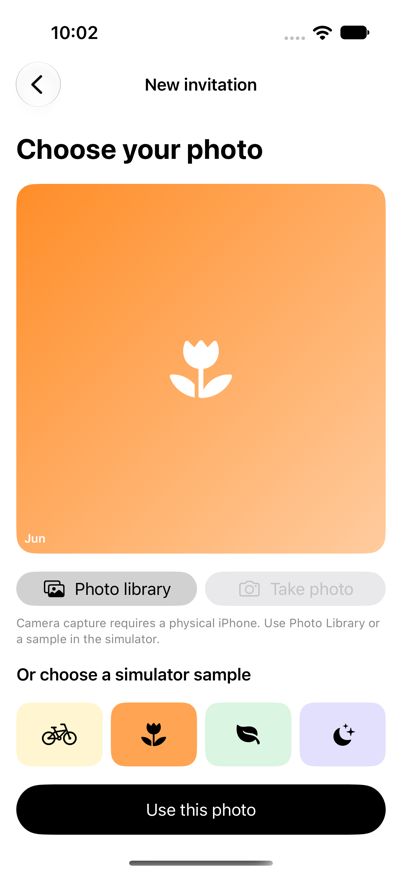 10:02
New invitation
Choose your photo
Jun
Photo library
Take photo
Camera capture requires a physical iPhone. Use Photo Library or
a sample in the simulator.
Or choose a simulator sample
Use this photo